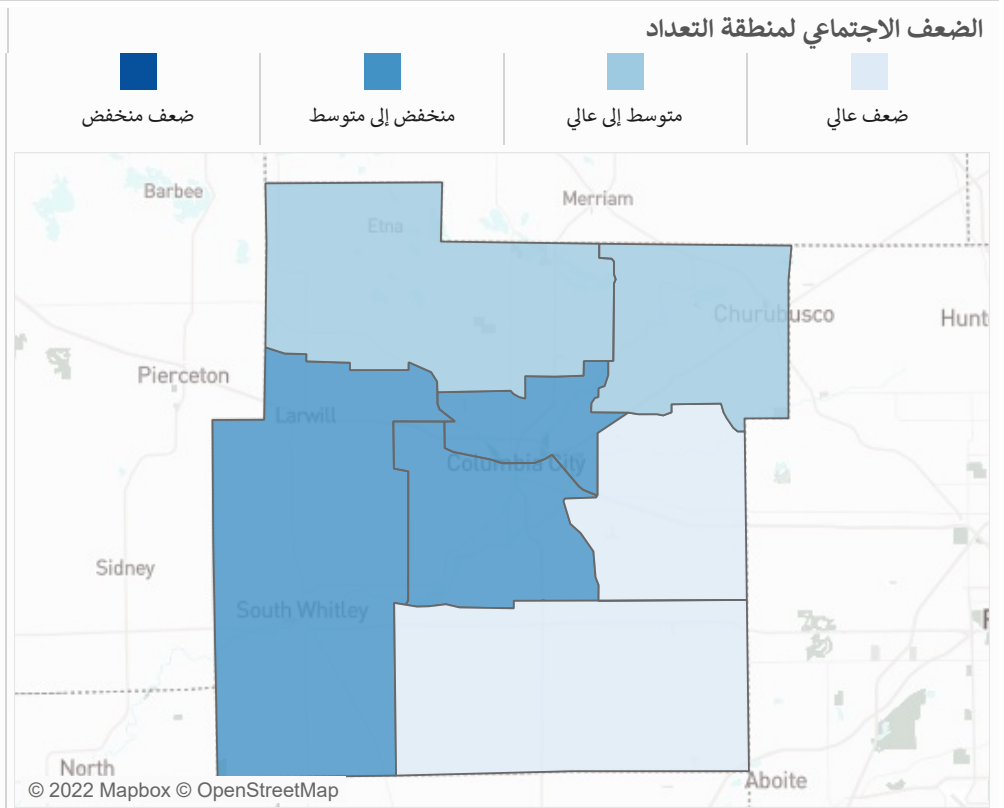 الضعف الاجتماعي لمنطقة التعداد
ضعف عالي
متوسط إلى عالي
منخفض إلى متوسط
ضعف منخفض
Barbee
Merriam
Etna
Churubusco
Hunt
Pierceton
Larwill
Columbia City
Sidney
South Whitley
North
Aboite
© 2022 Mapbox © OpenStreetMap